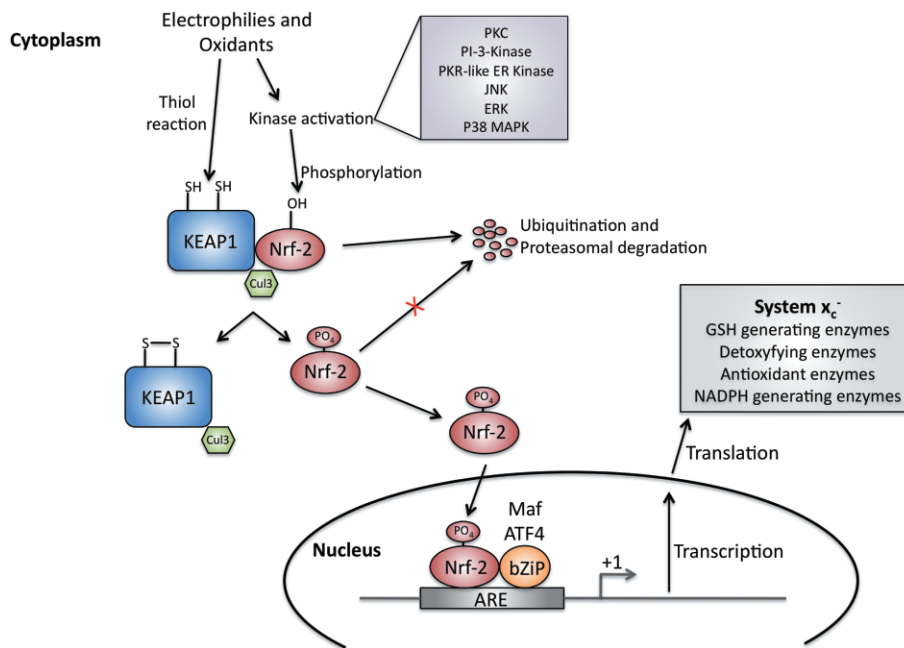 Cytoplasm
Electrophilies and
Oxidants
PKC
PI-3-Kinase
PKR-like ER Kinase
JNK
ERK
P38 MAPK
Thiol
reaction
Kinase activation
Phosphorylation
SH
SH
OH
KEAP1
Nrf-2
Cul3
Ubiquitination and
Proteasomal degradation
System xc-
GSH generating enzymes
Detoxyfying enzymes
Antioxidant enzymes
NADPH generating enzymes
S
S
KEAP1
Cul3
PO4
Nrf-2
PO4
Nrf-2
Translation
Nucleus
PO4
Nrf-2
Maf
ATF4
bZiP
ARE
+1
Transcription